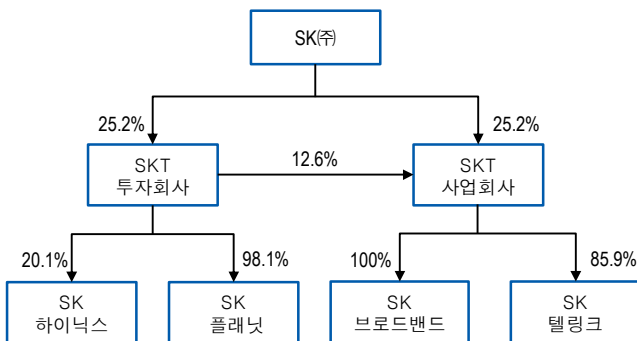 SK㈜
25.2%
25.2%
SKT
투자회사
12.6%
SKT
사업회사
20.1%
98.1%
100%
85.9%
SK
하이닉스
SK
플래닛
SK
브로드밴드
SK
텔링크